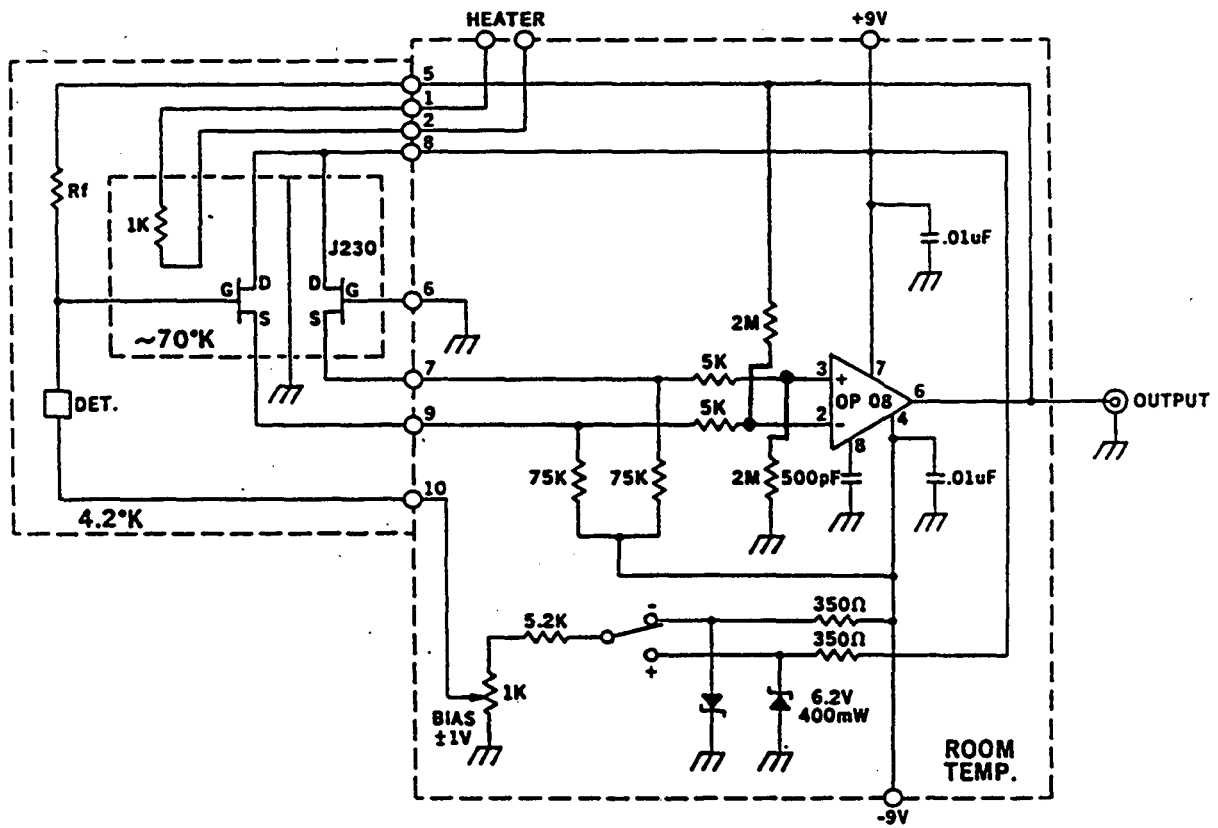 HEATER
+9V
5
1
2
8
Rf
1K
J230
.01uF
G D
D G
S
S
6
~70°K
2M
7
5K
3
+
7
DET.
OP 08
6
OUTPUT
9
5K
2
-
4
8
75K
75K
2M
500pF
.01uF
10
4.2°K
350Ω
-
5.2K
350Ω
+
1K
6.2V
400mW
BIAS
±1V
ROOM
TEMP.
-9V